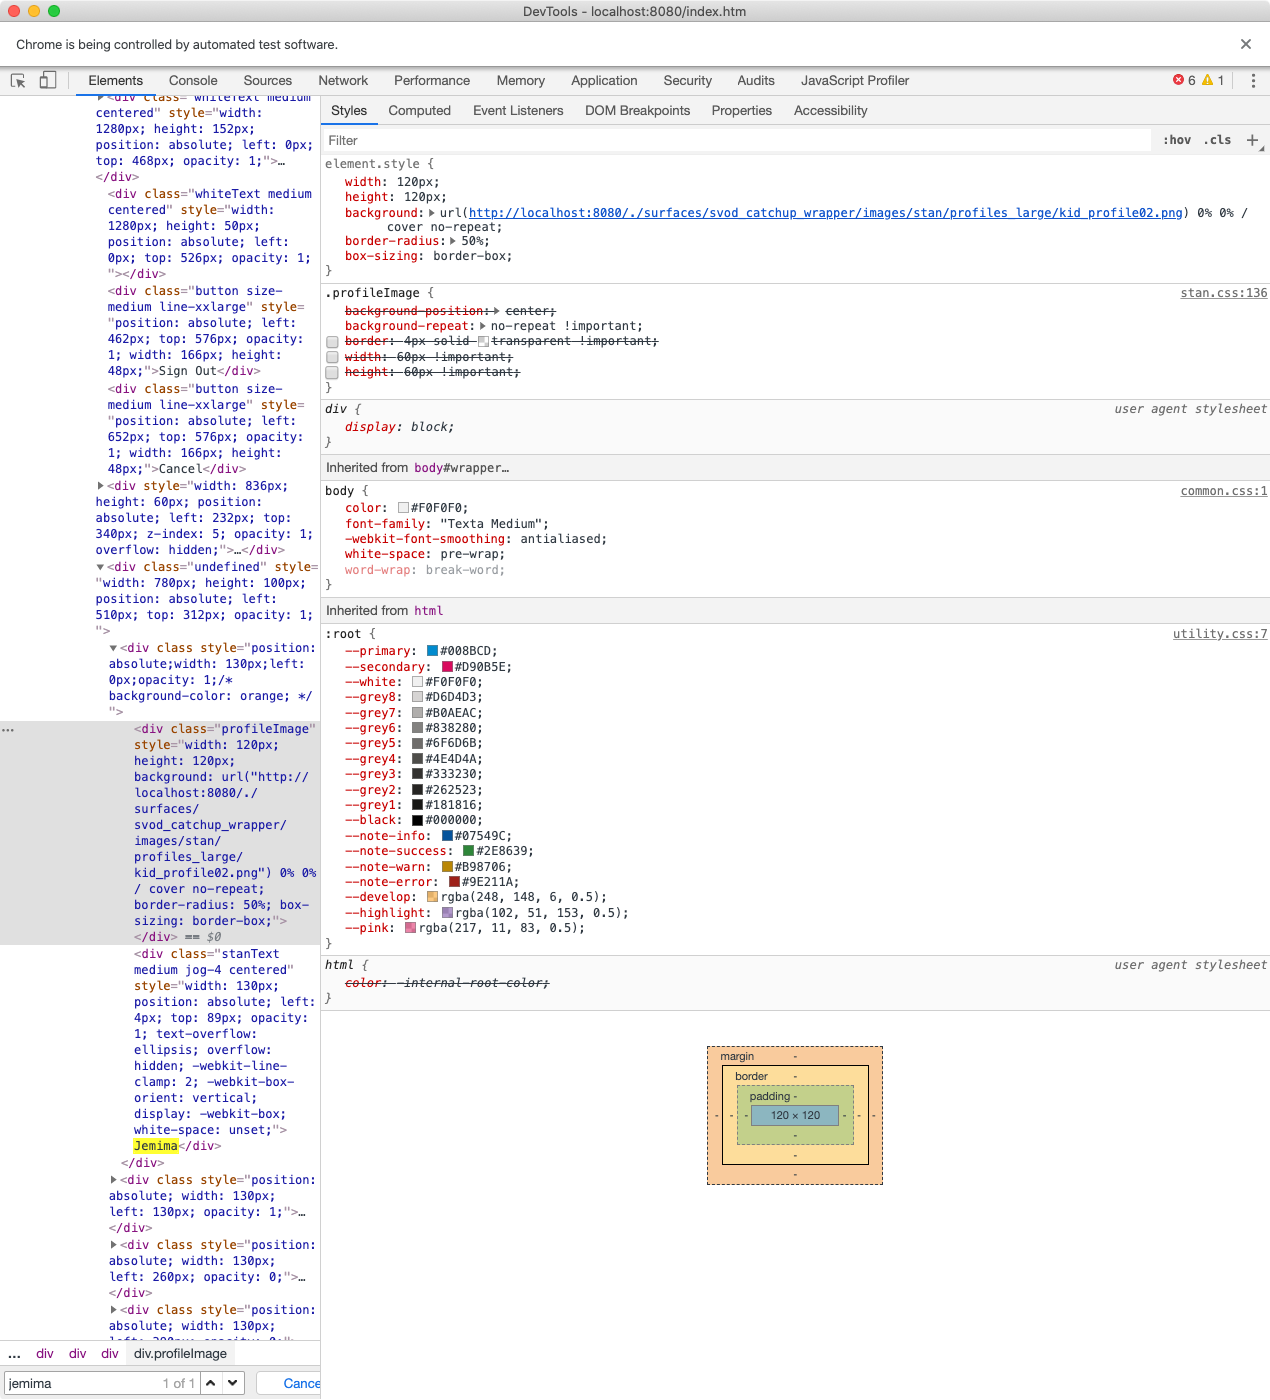 DevTools - localhost:8080/index.htm
Chrome is being controlled by automated test software.
Elements Console Sources Network Performance Memory Application Security Audits JavaScript Profiler 6 1
<div class="whiteText medium
centered" style="width:
1280px; height: 152px;
position: absolute; left: 0px;
top: 468px; opacity: 1;">…
</div>
<div class="whiteText medium
centered" style="width:
1280px; height: 50px;
position: absolute; left:
0px; top: 526px; opacity: 1;
"></div>
<div class="button size-
medium line-xxlarge" style=
"position: absolute; left:
462px; top: 576px; opacity:
1; width: 166px; height:
48px;">Sign Out</div>
<div class="button size-
medium line-xxlarge" style=
"position: absolute; left:
652px; top: 576px; opacity:
1; width: 166px; height:
48px;">Cancel</div>
<div style="width: 836px;
height: 60px; position:
absolute; left: 232px; top:
340px; z-index: 5; opacity: 1;
overflow: hidden;">…</div>
<div class="undefined" style=
"width: 780px; height: 100px;
position: absolute; left:
510px; top: 312px; opacity: 1;
">
<div class style="position:
absolute;width: 130px;left:
0px;opacity: 1;/*
background-color: orange; */
">
…
<div class="profileImage"
style="width: 120px;
height: 120px;
background: url("http://
localhost:8080/./
surfaces/
svod_catchup_wrapper/
images/stan/
profiles_large/
kid_profile02.png") 0% 0%
/ cover no-repeat;
border-radius: 50%; box-
sizing: border-box;">
</div> == $0
<div class="stanText
medium jog-4 centered"
style="width: 130px;
position: absolute; left:
4px; top: 89px; opacity:
1; text-overflow:
ellipsis; overflow:
hidden; -webkit-line-
clamp: 2; -webkit-box-
orient: vertical;
display: -webkit-box;
white-space: unset;">
Jemima</div>
</div>
<div class style="position:
absolute; width: 130px;
left: 130px; opacity: 1;">…
</div>
<div class style="position:
absolute; width: 130px;
left: 260px; opacity: 0;">…
</div>
<div class style="position:
absolute; width: 130px;
… div div div div.profileImage
jemima 1 of 1 Cance
Styles Computed Event Listeners DOM Breakpoints Properties Accessibility
Filter :hov .cls +
element.style {
width: 120px;
height: 120px;
background: url(http://localhost:8080/./surfaces/svod_catchup_wrapper/images/stan/profiles_large/kid_profile02.png) 0% 0% /
cover no-repeat;
border-radius: 50%;
box-sizing: border-box;
}
.profileImage { stan.css:136
background-position: center;
background-repeat: no-repeat !important;
border: 4px solid transparent !important;
width: 60px !important;
height: 60px !important;
}
div { user agent stylesheet
display: block;
}
Inherited from body#wrapper…
body { common.css:1
color: #F0F0F0;
font-family: "Texta Medium";
-webkit-font-smoothing: antialiased;
white-space: pre-wrap;
word-wrap: break-word;
}
Inherited from html
:root { utility.css:7
--primary: #008BCD;
--secondary: #D90B5E;
--white: #F0F0F0;
--grey8: #D6D4D3;
--grey7: #B0AEAC;
--grey6: #838280;
--grey5: #6F6D6B;
--grey4: #4E4D4A;
--grey3: #333230;
--grey2: #262523;
--grey1: #181816;
--black: #000000;
--note-info: #07549C;
--note-success: #2E8639;
--note-warn: #B98706;
--note-error: #9E211A;
--develop: rgba(248, 148, 6, 0.5);
--highlight: rgba(102, 51, 153, 0.5);
--pink: rgba(217, 11, 83, 0.5);
}
html { user agent stylesheet
color: -internal-root-color;
}
margin -
border -
padding -
- - - 120 × 120 - - -
-
-
-